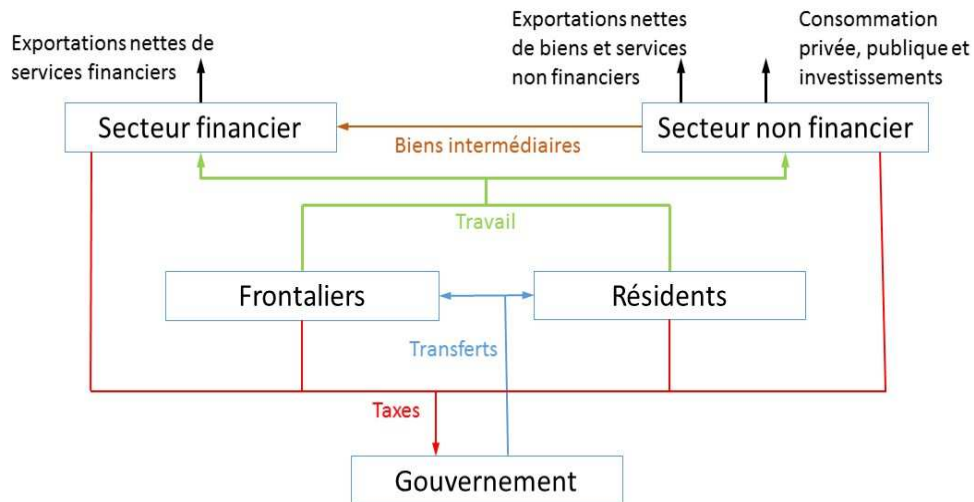 Exportations nettes de
services financiers
Exportations nettes
de biens et services
non financiers
Consommation
privée, publique et
investissements
Secteur financier
Secteur non financier
Biens intermédiaires
Travail
Frontaliers
Résidents
Transferts
Taxes
Gouvernement